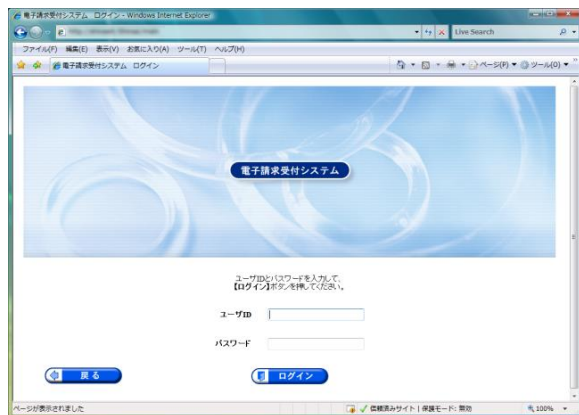 電子請求受付システム ログイン - Windows Internet Explorer
Live Search
ファイル(F) 編集(E) 表示(V) お気に入り(A) ツール(T) ヘルプ(H)
電子請求受付システム ログイン
ページ(P) ツール(O)
電子請求受付システム
ユーザIDとパスワードを入力して、
【ログイン】ボタンを押してください。
ユーザID
パスワード
戻る ログイン
ページが表示されました 信頼済みサイト | 保護モード: 無効 100%